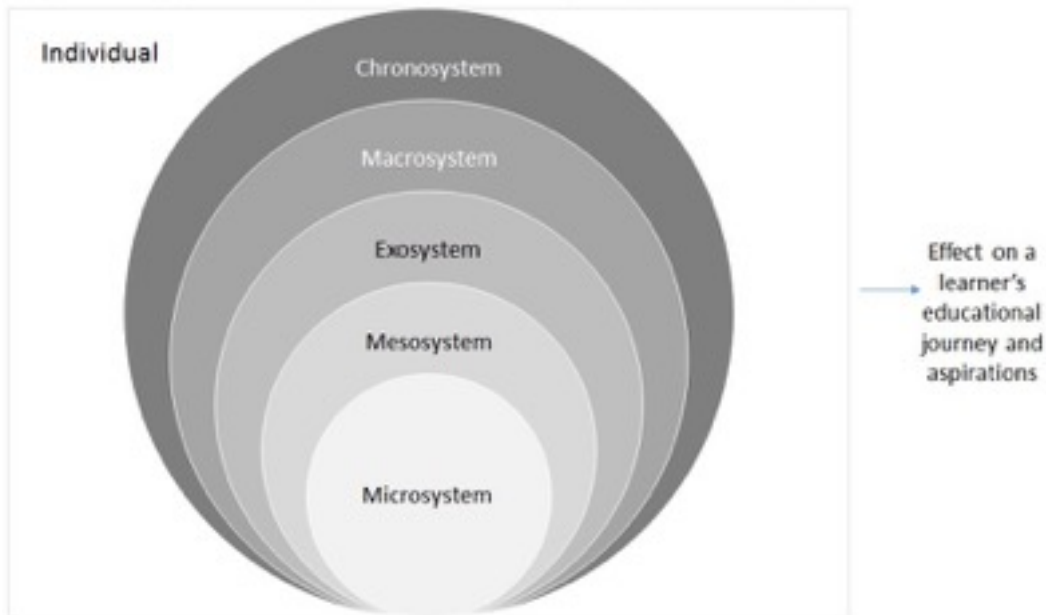 Individual
Chronosystem
Macrosystem
Exosystem
Mesosystem
Microsystem
Effect on a
learner's
educational
journey and
aspirations